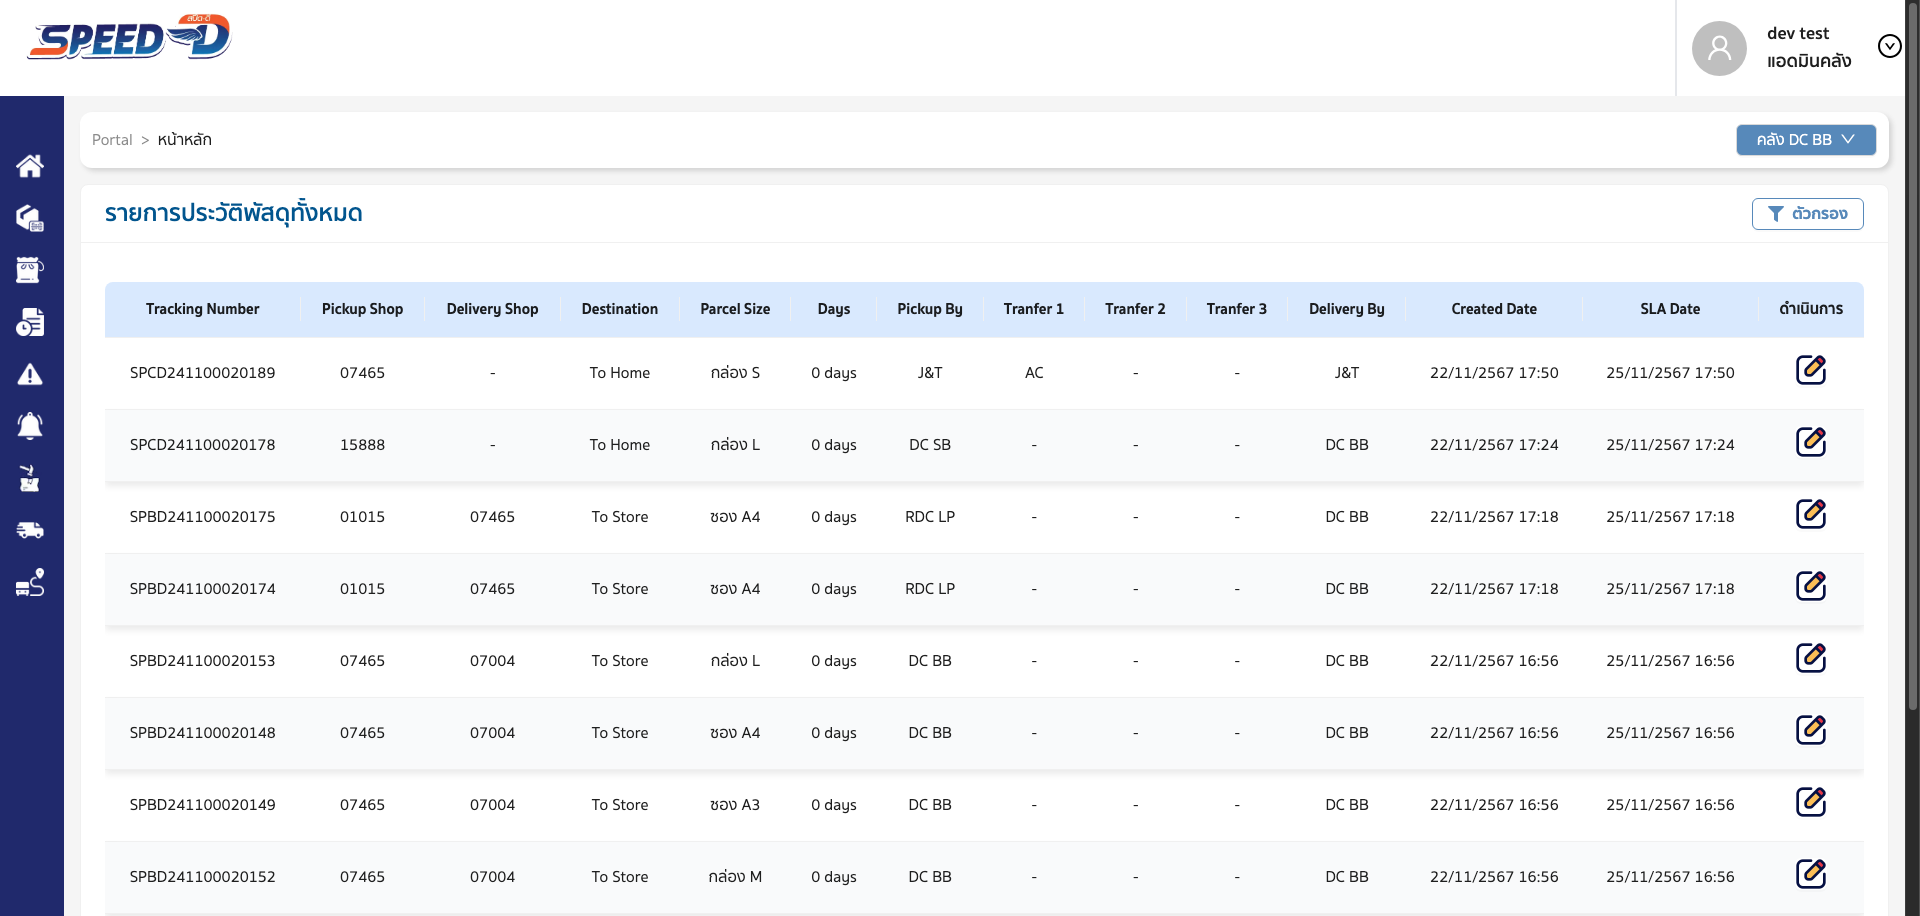 SPEED-D สปีด-ดี
dev test
แอดมินคลัง
Portal > หน้าหลัก
คลัง DC BB
รายการประวัติพัสดุทั้งหมด
ตัวกรอง
Tracking Number Pickup Shop Delivery Shop Destination Parcel Size Days Pickup By Tranfer 1 Tranfer 2 Tranfer 3 Delivery By Created Date SLA Date ดำเนินการ
SPCD241100020189 07465 - To Home กล่อง S 0 days J&T AC - - J&T 22/11/2567 17:50 25/11/2567 17:50
SPCD241100020178 15888 - To Home กล่อง L 0 days DC SB - - - DC BB 22/11/2567 17:24 25/11/2567 17:24
SPBD241100020175 01015 07465 To Store ซอง A4 0 days RDC LP - - - DC BB 22/11/2567 17:18 25/11/2567 17:18
SPBD241100020174 01015 07465 To Store ซอง A4 0 days RDC LP - - - DC BB 22/11/2567 17:18 25/11/2567 17:18
SPBD241100020153 07465 07004 To Store กล่อง L 0 days DC BB - - - DC BB 22/11/2567 16:56 25/11/2567 16:56
SPBD241100020148 07465 07004 To Store ซอง A4 0 days DC BB - - - DC BB 22/11/2567 16:56 25/11/2567 16:56
SPBD241100020149 07465 07004 To Store ซอง A3 0 days DC BB - - - DC BB 22/11/2567 16:56 25/11/2567 16:56
SPBD241100020152 07465 07004 To Store กล่อง M 0 days DC BB - - - DC BB 22/11/2567 16:56 25/11/2567 16:56